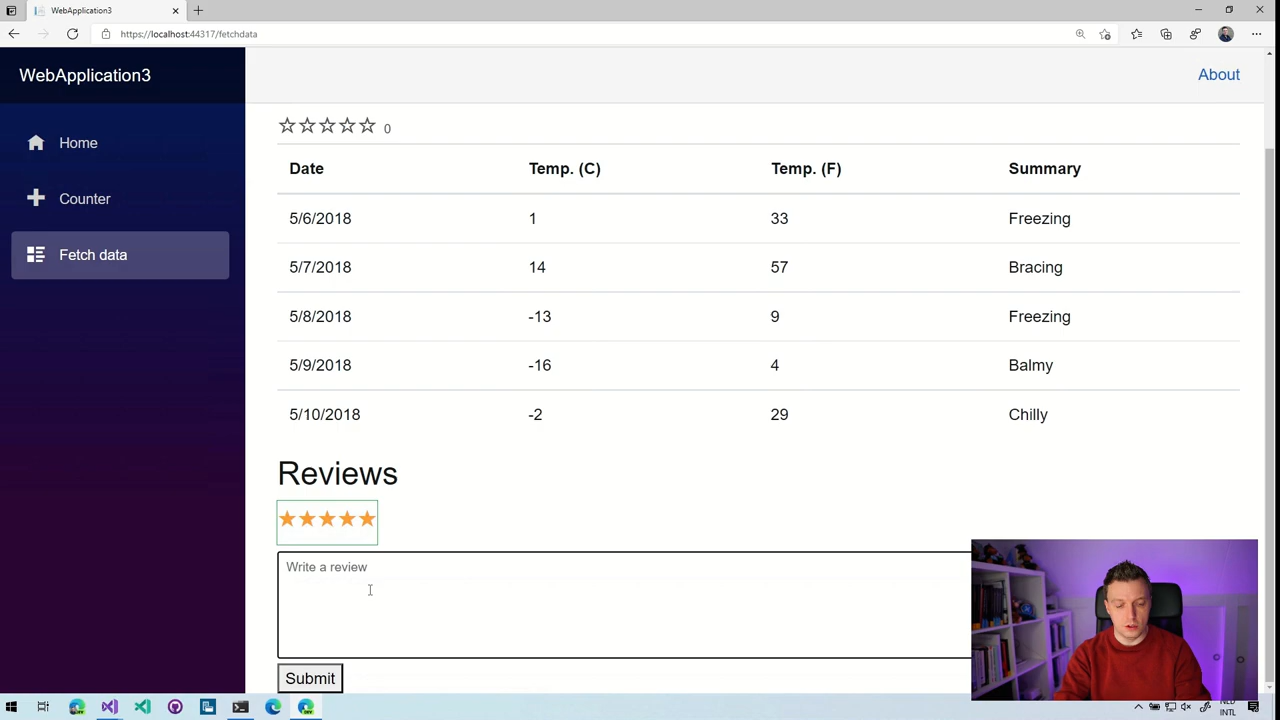 WebApplication3
https://localhost:44317/fetchdata
WebApplication3
About
Home
Counter
Fetch data
0
Date Temp. (C) Temp. (F) Summary
5/6/2018 1 33 Freezing
5/7/2018 14 57 Bracing
5/8/2018 -13 9 Freezing
5/9/2018 -16 4 Balmy
5/10/2018 -2 29 Chilly
Reviews
Write a review
Submit
NLD
INTL